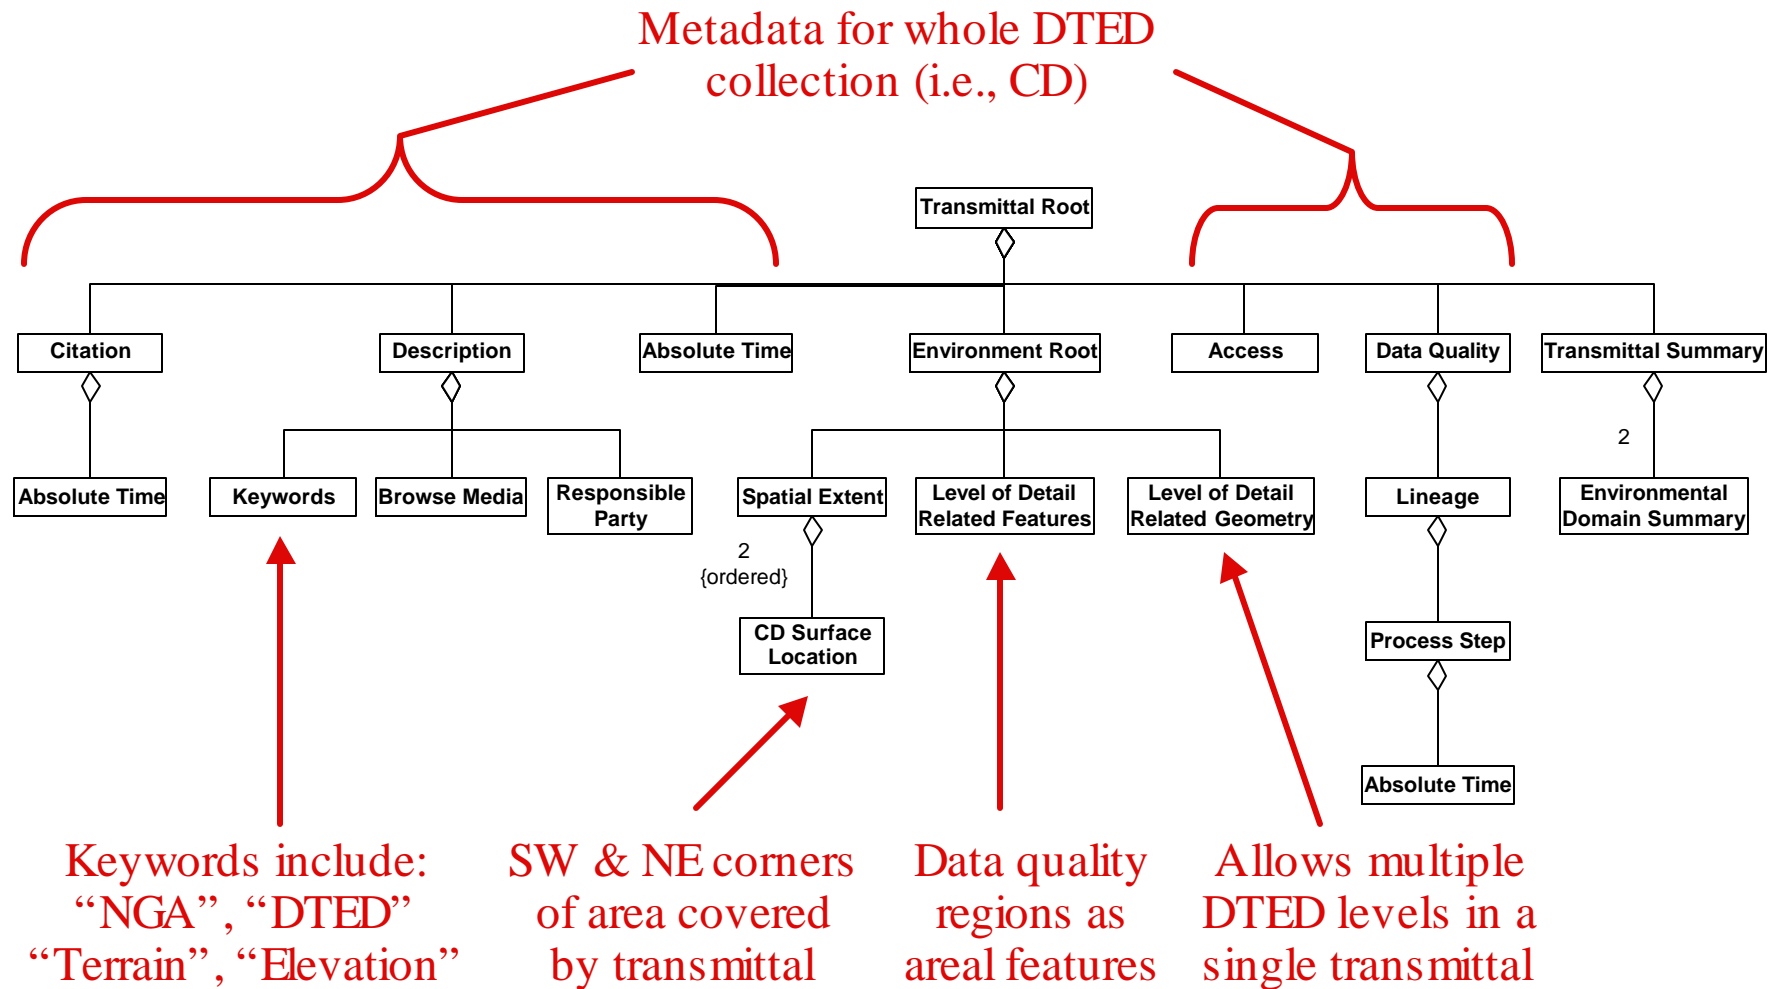 Metadata for whole DTED
collection (i.e., CD)
Transmittal Root
Citation
Description
Absolute Time
Environment Root
Access
Data Quality
Transmittal Summary
2
Absolute Time
Keywords
Browse Media
Responsible
Party
Spatial Extent
Level of Detail
Related Features
Level of Detail
Related Geometry
Lineage
Environmental
Domain Summary
2
{ordered}
CD Surface
Location
Process Step
Absolute Time
Keywords include:
“NGA”, “DTED”
“Terrain”, “Elevation”
SW & NE corners
of area covered
by transmittal
Data quality
regions as
areal features
Allows multiple
DTED levels in a
single transmittal